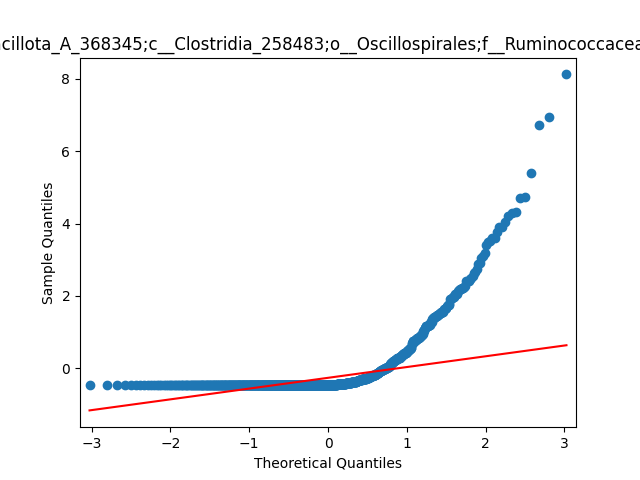 cillota_A_368345;c__Clostridia_258483;o__Oscillospirales;f__Ruminococcacea
8
6
4
2
0
Sample Quantiles
−3 −2 −1 0 1 2 3
Theoretical Quantiles